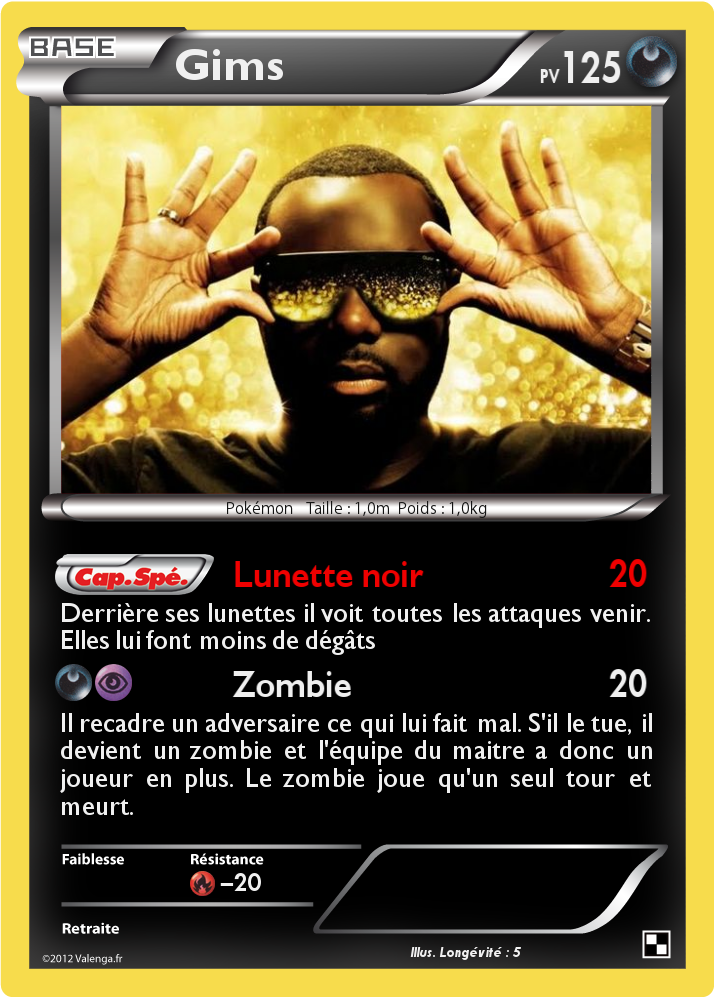 BASE
Gims
PV125
Pokémon Taille : 1,0m Poids : 1,0kg
Cap.Spé. Lunette noir 20
Derrière ses lunettes il voit toutes les attaques venir.
Elles lui font moins de dégâts
Zombie 20
Il recadre un adversaire ce qui lui fait mal. S'il le tue, il
devient un zombie et l'équipe du maitre a donc un
joueur en plus. Le zombie joue qu'un seul tour et
meurt.
Faiblesse Résistance
–20
Retraite
©2012 Valenga.fr
Illus. Longévité : 5